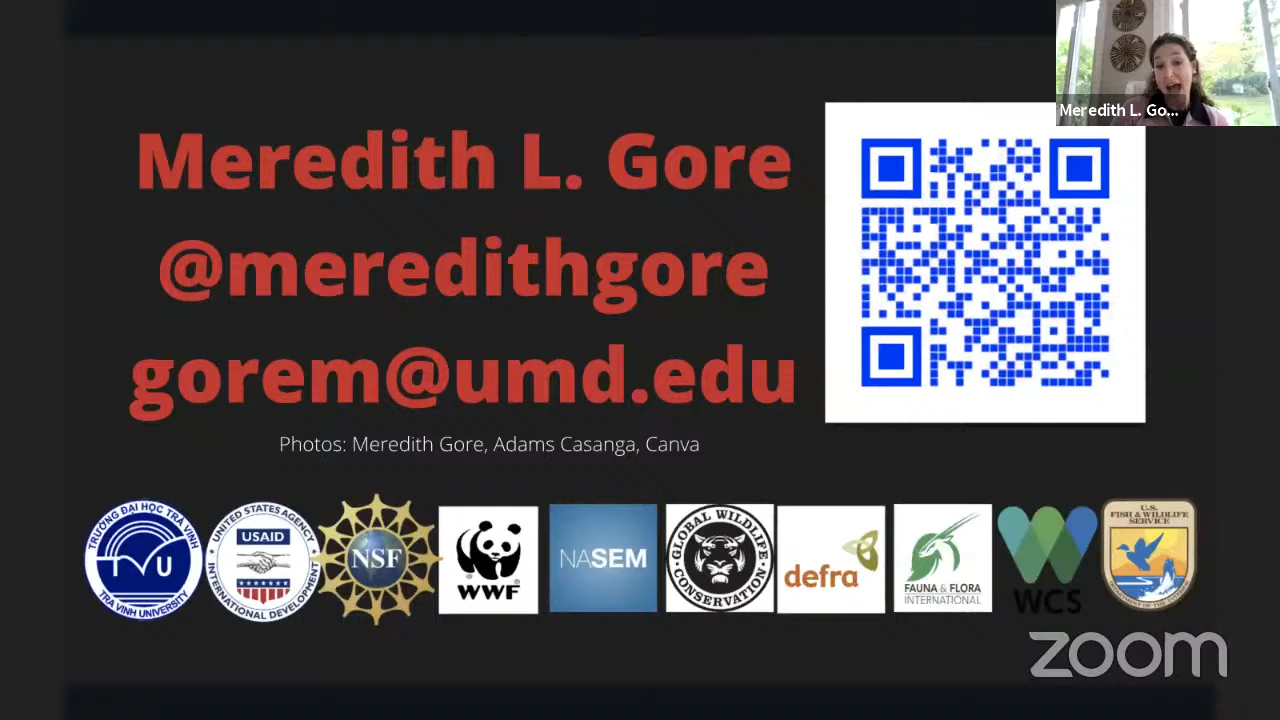 Meredith L. Go...
Meredith L. Gore
@meredithgore
gorem@umd.edu
Photos: Meredith Gore, Adams Casanga, Canva
TRƯỜNG ĐẠI HỌC TRÀ VINH
TVU
TRA VINH UNIVERSITY
UNITED STATES AGENCY
USAID
INTERNATIONAL DEVELOPMENT
NSF
WWF
NASEM
GLOBAL WILDLIFE
CONSERVATION
defra
FAUNA & FLORA
INTERNATIONAL
WCS
U.S.
FISH & WILDLIFE
SERVICE
zoom